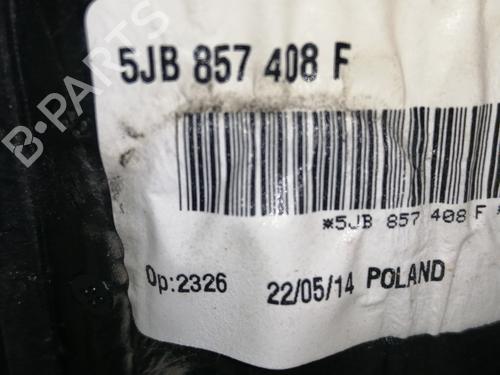 5JB 857 408 F
*5JB 857 408 F *
Op:2326 22/05/14 POLAND
B-PARTS